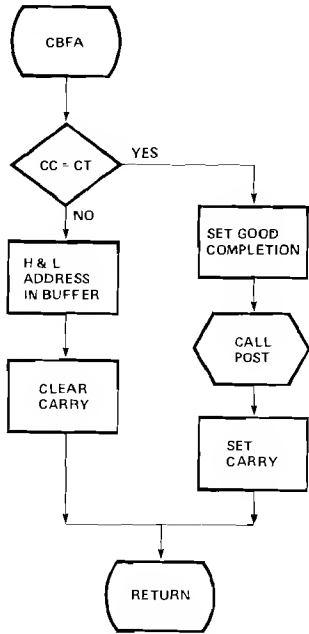 CBFA
CC = CT
YES
NO
SET GOOD
COMPLETION
H & L
ADDRESS
IN BUFFER
CALL
POST
CLEAR
CARRY
SET
CARRY
RETURN